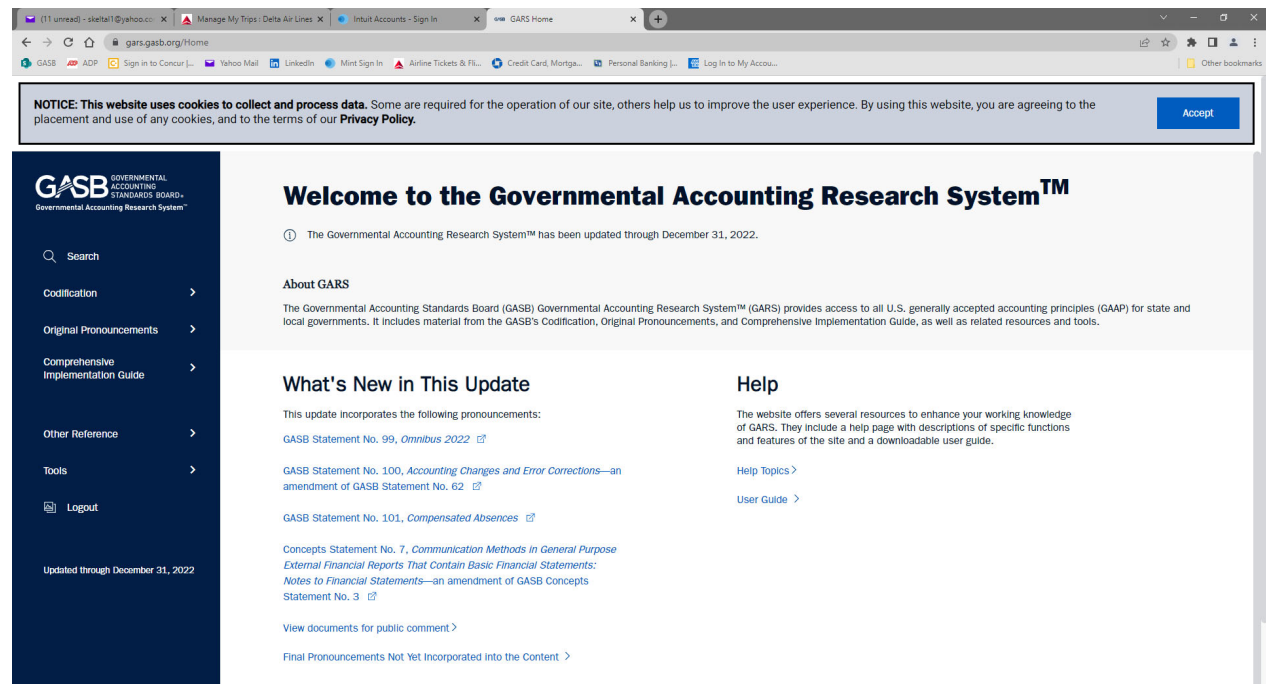 (11 unread) - skeltal1@yahoo.co
Manage My Trips : Delta Air Lines
Intuit Accounts - Sign In
GARS Home
gars.gasb.org/Home
GASB
ADP
Sign in to Concur |...
Yahoo Mail
LinkedIn
Mint Sign In
Airline Tickets & Fli...
Credit Card, Mortga...
Personal Banking |...
Log In to My Accou...
Other bookmarks
NOTICE: This website uses cookies to collect and process data. Some are required for the operation of our site, others help us to improve the user experience. By using this website, you are agreeing to the
placement and use of any cookies, and to the terms of our Privacy Policy.
Accept
GASB GOVERNMENTAL
ACCOUNTING
STANDARDS BOARD®
Governmental Accounting Research System™
Search
Codification
Original Pronouncements
Comprehensive
Implementation Guide
Other Reference
Tools
Logout
Updated through December 31, 2022
Welcome to the Governmental Accounting Research System™
The Governmental Accounting Research System™ has been updated through December 31, 2022.
About GARS
The Governmental Accounting Standards Board (GASB) Governmental Accounting Research System™ (GARS) provides access to all U.S. generally accepted accounting principles (GAAP) for state and
local governments. It includes material from the GASB's Codification, Original Pronouncements, and Comprehensive Implementation Guide, as well as related resources and tools.
What's New in This Update
This update incorporates the following pronouncements:
GASB Statement No. 99, Omnibus 2022
GASB Statement No. 100, Accounting Changes and Error Corrections—an
amendment of GASB Statement No. 62
GASB Statement No. 101, Compensated Absences
Concepts Statement No. 7, Communication Methods in General Purpose
External Financial Reports That Contain Basic Financial Statements:
Notes to Financial Statements—an amendment of GASB Concepts
Statement No. 3
View documents for public comment
Final Pronouncements Not Yet Incorporated into the Content
Help
The website offers several resources to enhance your working knowledge
of GARS. They include a help page with descriptions of specific functions
and features of the site and a downloadable user guide.
Help Topics
User Guide